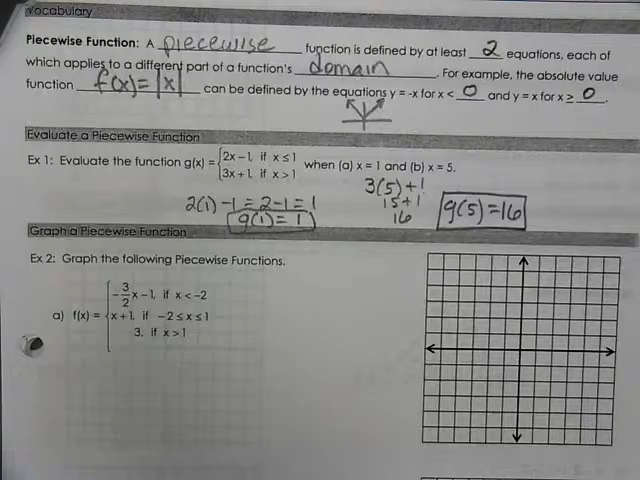 Vocabulary
Piecewise Function: A piecewise function is defined by at least 2 equations, each of
which applies to a different part of a function's domain. For example, the absolute value
function f(x)=|x| can be defined by the equations y = -x for x < 0 and y = x for x ≥ 0.
Evaluate a Piecewise Function
Ex 1: Evaluate the function g(x) = { 2x – 1, if x ≤ 1 when (a) x = 1 and (b) x = 5.
3x + 1, if x > 1
3(5)+1
2(1)-1=2-1=1 15+1
g(1)=1 16 g(5)=16
Graph a Piecewise Function
Ex 2: Graph the following Piecewise Functions.
-3/2x – 1, if x < –2
a) f(x) = { x + 1, if –2 ≤ x ≤ 1
3, if x > 1